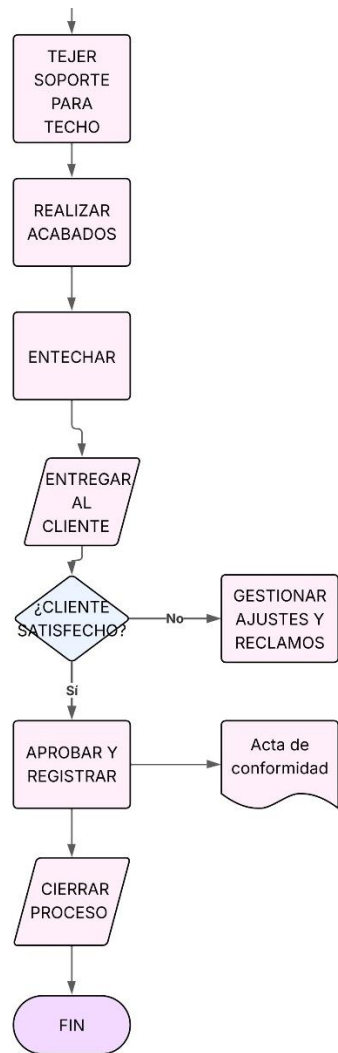 TEJER
SOPORTE
PARA
TECHO
REALIZAR
ACABADOS
ENTECHAR
ENTREGAR
AL
CLIENTE
¿CLIENTE
SATISFECHO?
No
GESTIONAR
AJUSTES Y
RECLAMOS
Sí
APROBAR Y
REGISTRAR
Acta de
conformidad
CIERRAR
PROCESO
FIN